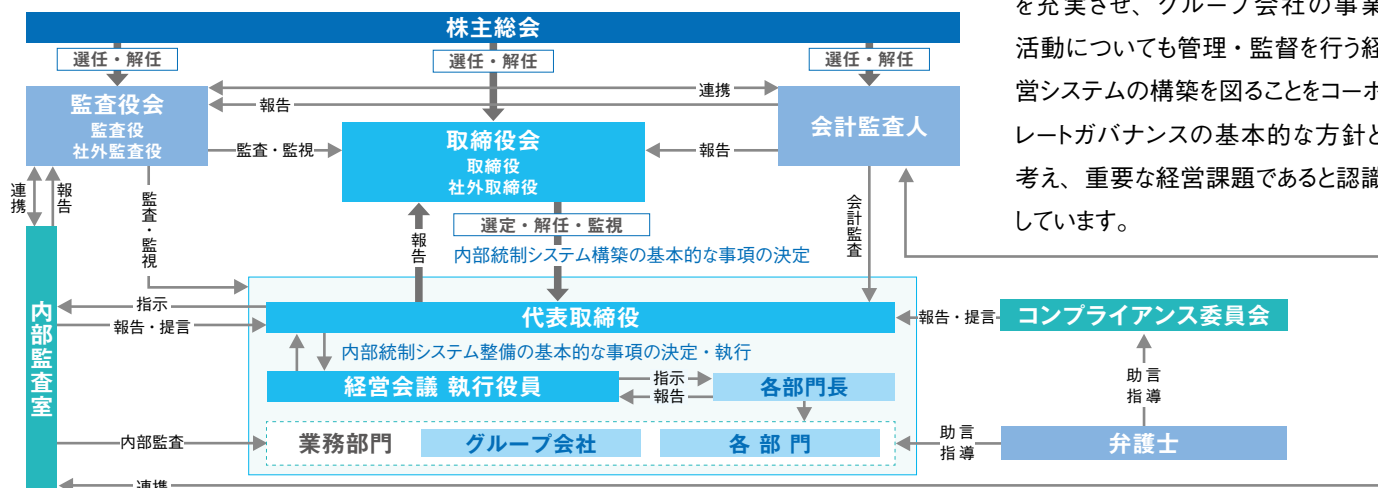 を充実させ、グループ会社の事業
活動についても管理・監督を行う経
営システムの構築を図ることをコーポ
レートガバナンスの基本的な方針と
考え、重要な経営課題であると認識
しています。
株主総会
選任・解任
選任・解任
選任・解任
監査役会
監査役
社外監査役
連携
報告
取締役会
取締役
社外取締役
会計監査人
監査・監視
報告
連携
報告
監査・監視
報告
選定・解任・監視
内部統制システム構築の基本的な事項の決定
会計監査
内部監査室
指示
報告・提言
代表取締役
報告・提言
コンプライアンス委員会
内部統制システム整備の基本的な事項の決定・執行
経営会議 執行役員
指示
報告
各部門長
助言
指導
内部監査
業務部門
グループ会社
各部門
助言
指導
弁護士
連携